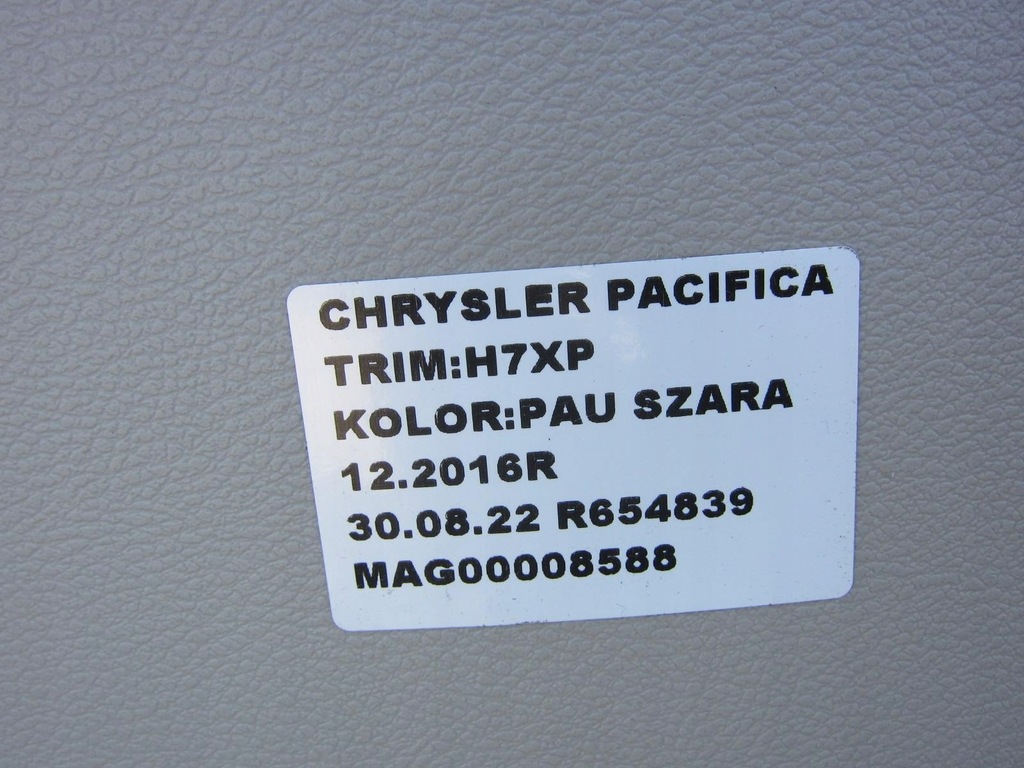 CHRYSLER PACIFICA
TRIM:H7XP
KOLOR:PAU SZARA
12.2016R
30.08.22 R654839
MAG00008588